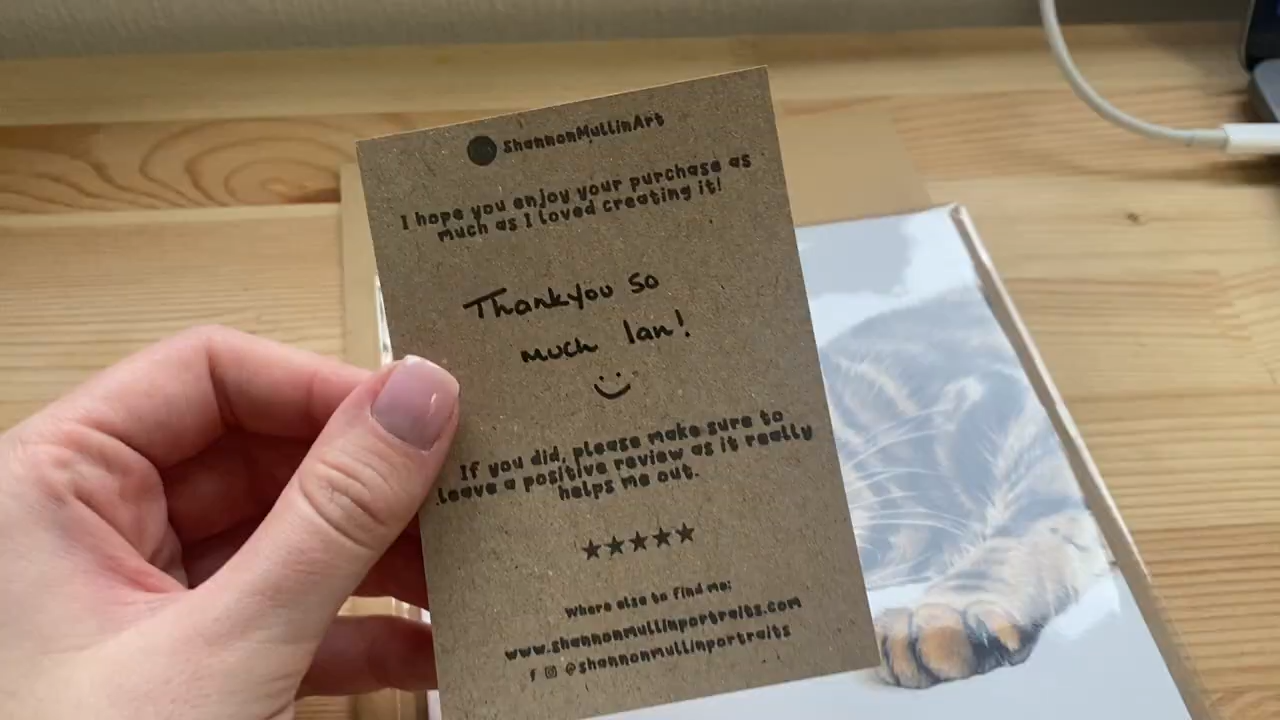 ShannonMullinArt
I hope you enjoy your purchase as
much as I loved creating it!
Thankyou so
much Ian!
If you did, please make sure to
leave a positive review as it really
helps me out.
Where else to find me:
www.shannonmullinportraits.com
@shannonmullinportraits